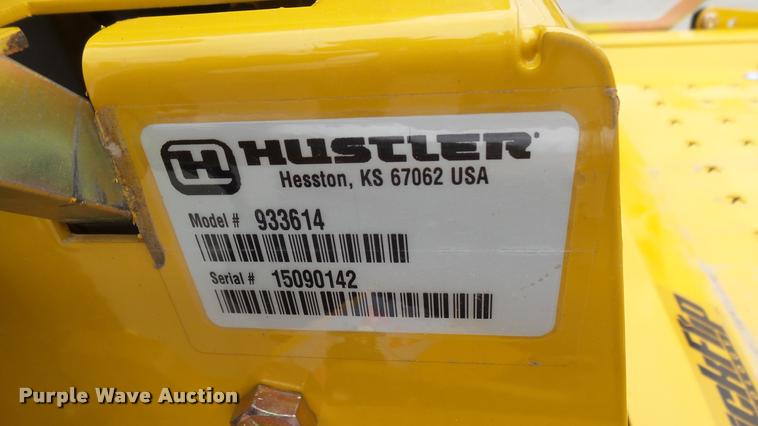 H HUSTLER
Hesston, KS 67062 USA
Model # 933614
Serial # 15090142
Purple Wave Auction